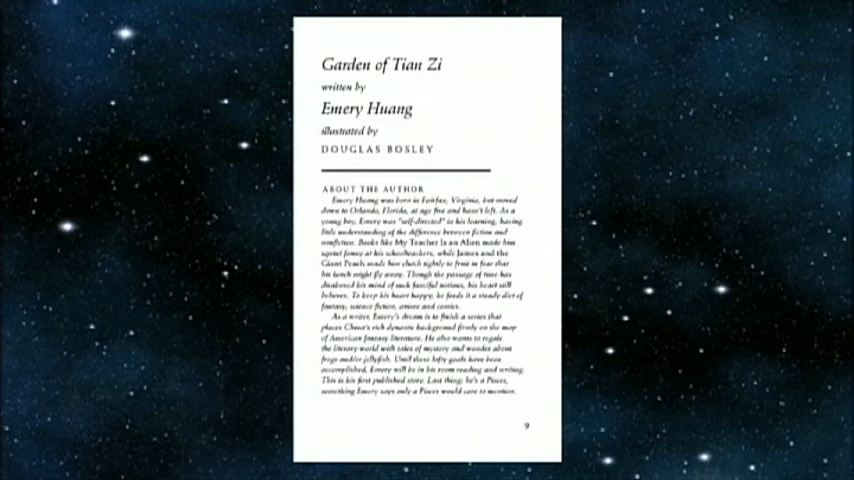 Garden of Tian Zi
written by
Emery Huang
illustrated by
DOUGLAS BOSLEY
ABOUT THE AUTHOR
Emery Huang was born in Fairfax, Virginia, but moved
down to Orlando, Florida, at age five and hasn't left. As a
young boy, Emery was "self-directed" in his learning, having
little understanding of the difference between fiction and
nonfiction. Books like My Teacher Is an Alien made him
squint funny at his schoolteachers, while James and the
Giant Peach made him clutch tightly to fruit in fear that
his lunch might fly away. Though the passage of time has
disabused his mind of such fanciful notions, his heart still
believes. To keep his heart happy, he feeds it a steady diet of
fantasy, science fiction, anime and comics.
As a writer, Emery's dream is to finish a series that
places China's rich dynastic background firmly on the map
of American fantasy literature. He also wants to regale
the literary world with tales of mystery and wonder about
frogs and/or jellyfish. Until these lofty goals have been
accomplished, Emery will be in his room reading and writing.
This is his first published story. Last thing: he's a Pisces,
something Emery says only a Pisces would care to mention.
9